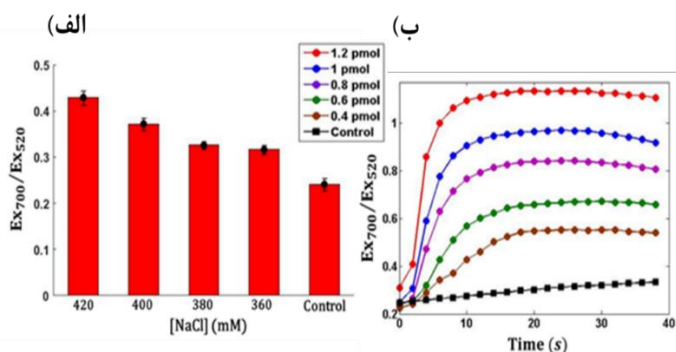 الف)
Ex₇₀₀/Ex₅₂₀
0.5
0.4
0.3
0.2
0.1
0
420 400 380 360 Control
[NaCl] (mM)
1.2 pmol
1 pmol
0.8 pmol
0.6 pmol
0.4 pmol
Control
ب)
Ex₇₀₀/Ex₅₂₀
1
0.8
0.6
0.4
0.2
0 10 20 30 40
Time (s)